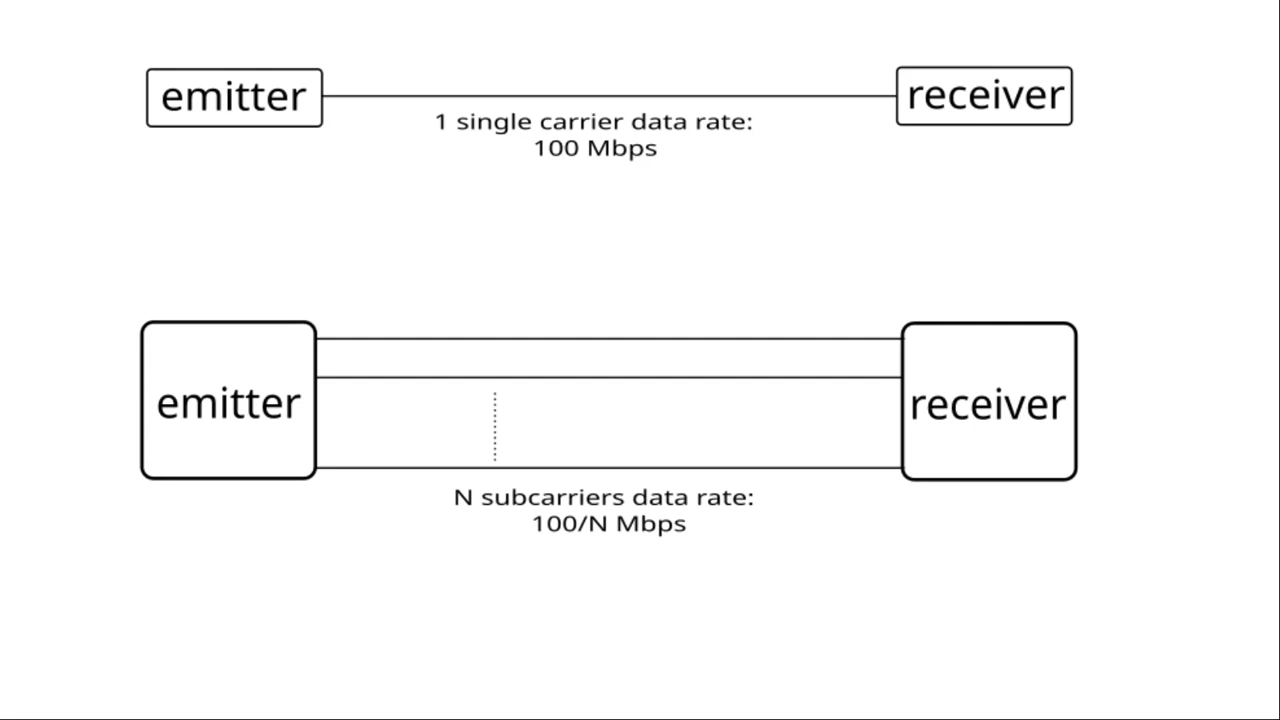 emitter
receiver
1 single carrier data rate:
100 Mbps
emitter
receiver
N subcarriers data rate:
100/N Mbps